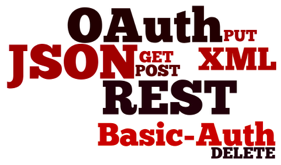 OAuth PUT
JSON GET XML
POST
REST
Basic-Auth
DELETE